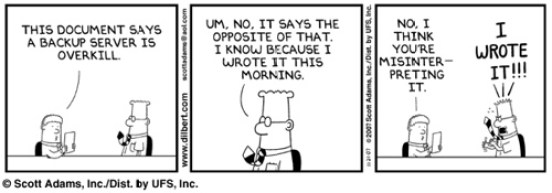 THIS DOCUMENT SAYS
A BACKUP SERVER IS
OVERKILL.
scottadams@aol.com
www.dilbert.com
UM, NO, IT SAYS THE
OPPOSITE OF THAT.
I KNOW BECAUSE I
WROTE IT THIS
MORNING.
© 2007 Scott Adams, Inc./Dist. by UFS, Inc.
NO, I
THINK
YOU'RE
MISINTER-
PRETING
IT.
I
WROTE
IT!!!
© Scott Adams, Inc./Dist. by UFS, Inc.